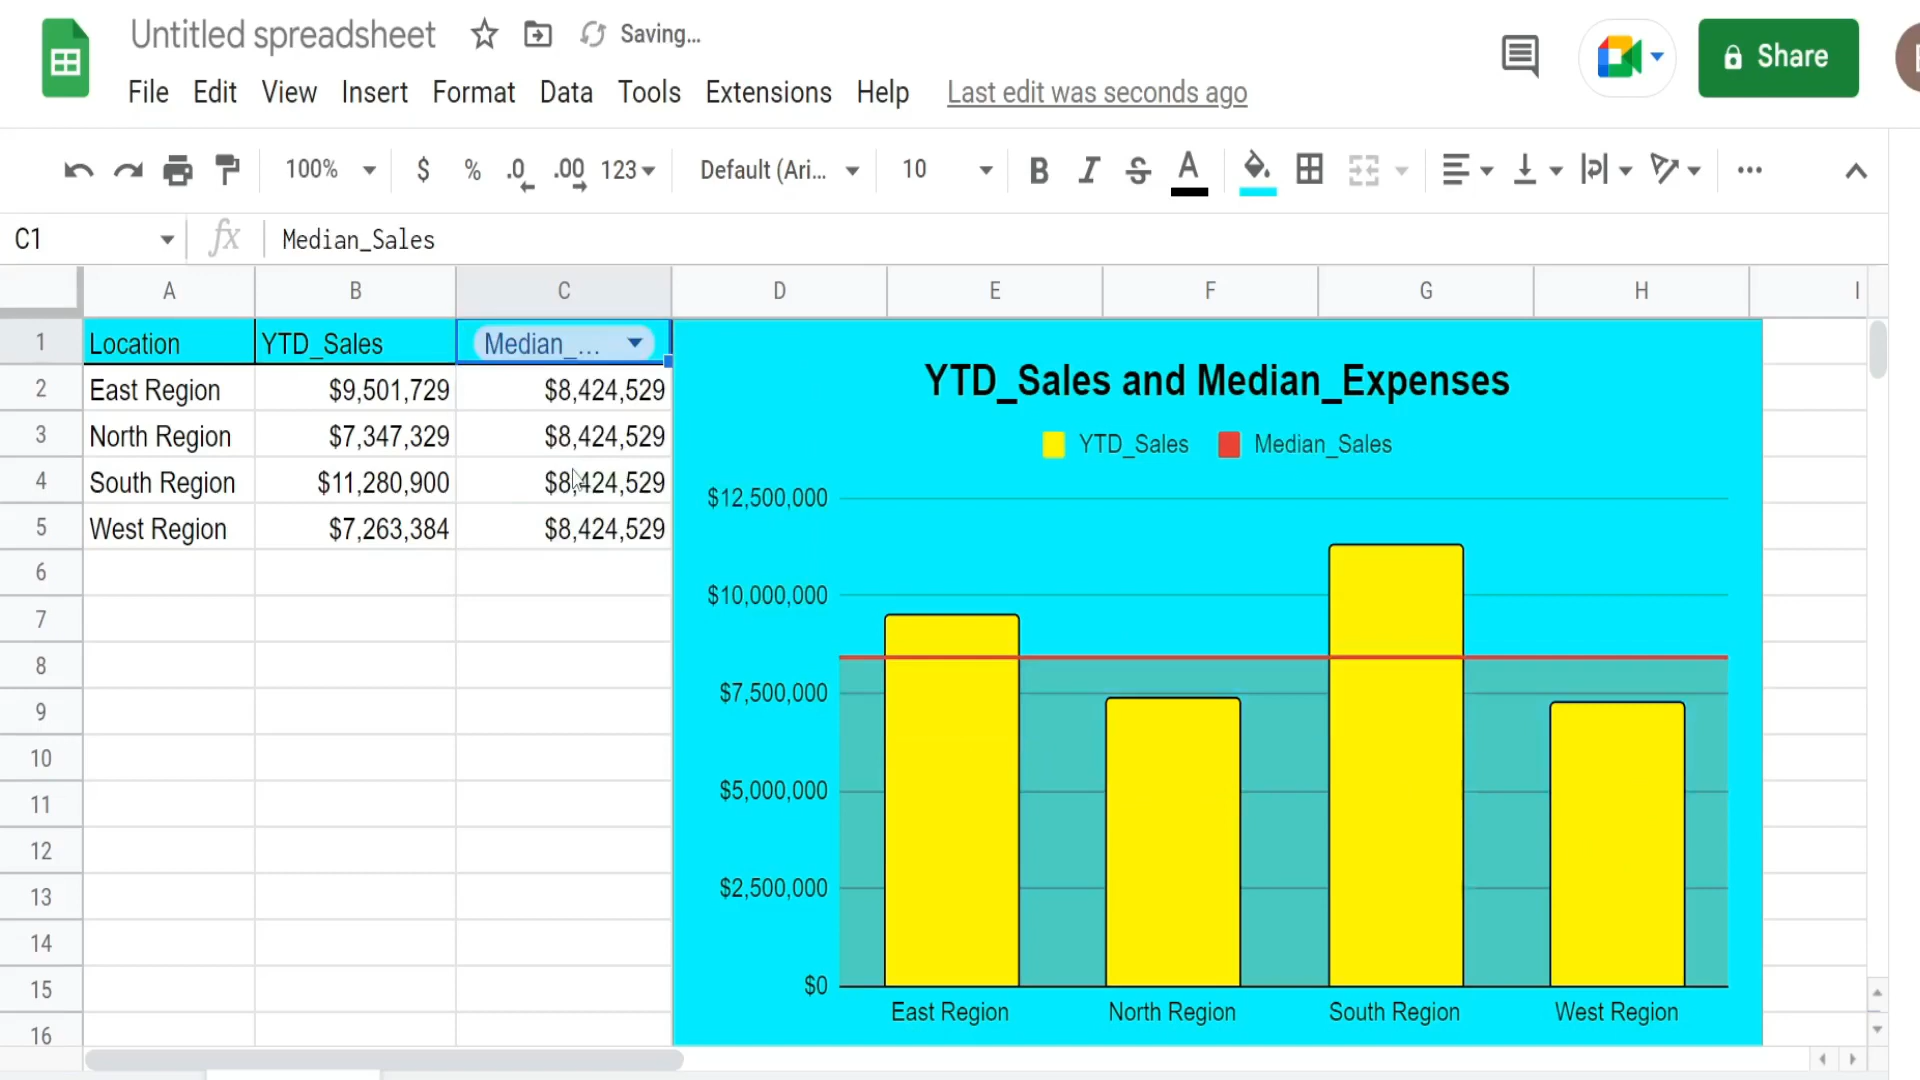 Untitled spreadsheet Saving...
File Edit View Insert Format Data Tools Extensions Help Last edit was seconds ago
Share
100% $ % .0 .00 123 Default (Ari... 10 B I S A
C1 fx Median_Sales
A B C D E F G H I
1 Location YTD_Sales Median_...
2 East Region $9,501,729 $8,424,529
3 North Region $7,347,329 $8,424,529
4 South Region $11,280,900 $8,424,529
5 West Region $7,263,384 $8,424,529
6
7
8
9
10
11
12
13
14
15
16
YTD_Sales and Median_Expenses
YTD_Sales Median_Sales
$12,500,000
$10,000,000
$7,500,000
$5,000,000
$2,500,000
$0
East Region North Region South Region West Region